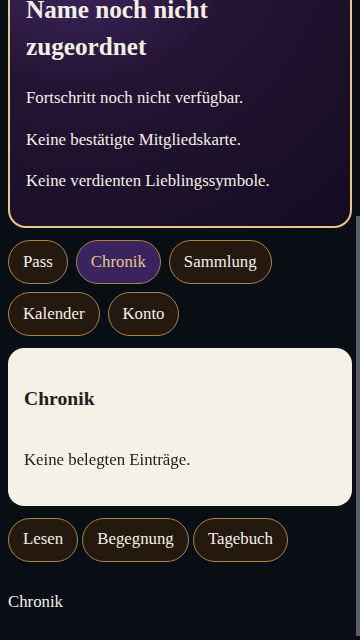 Name noch nicht
zugeordnet
Fortschritt noch nicht verfügbar.
Keine bestätigte Mitgliedskarte.
Keine verdienten Lieblingssymbole.
Pass Chronik Sammlung
Kalender Konto
Chronik
Keine belegten Einträge.
Lesen Begegnung Tagebuch
Chronik